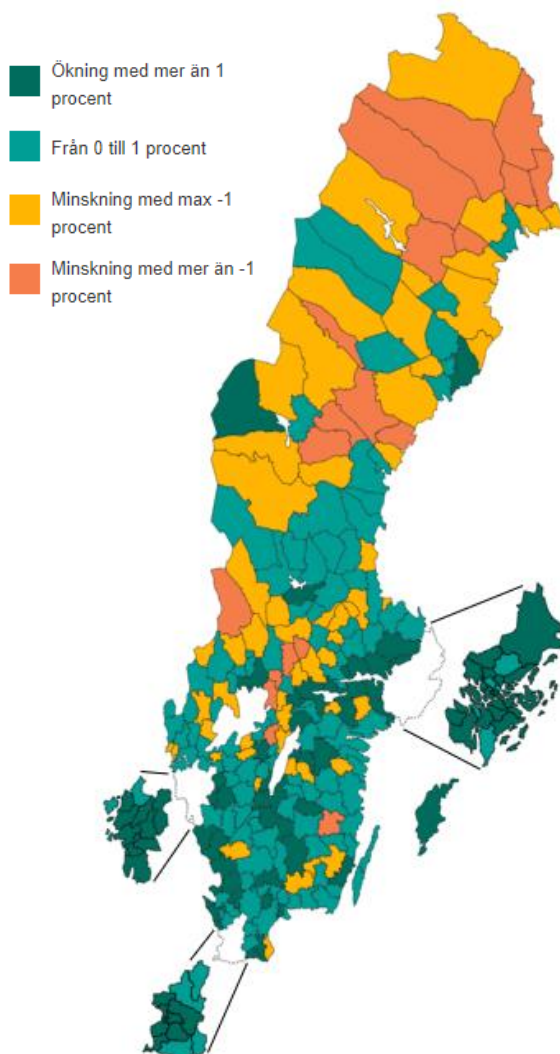 Ökning med mer än 1
procent
Från 0 till 1 procent
Minskning med max -1
procent
Minskning med mer än -1
procent